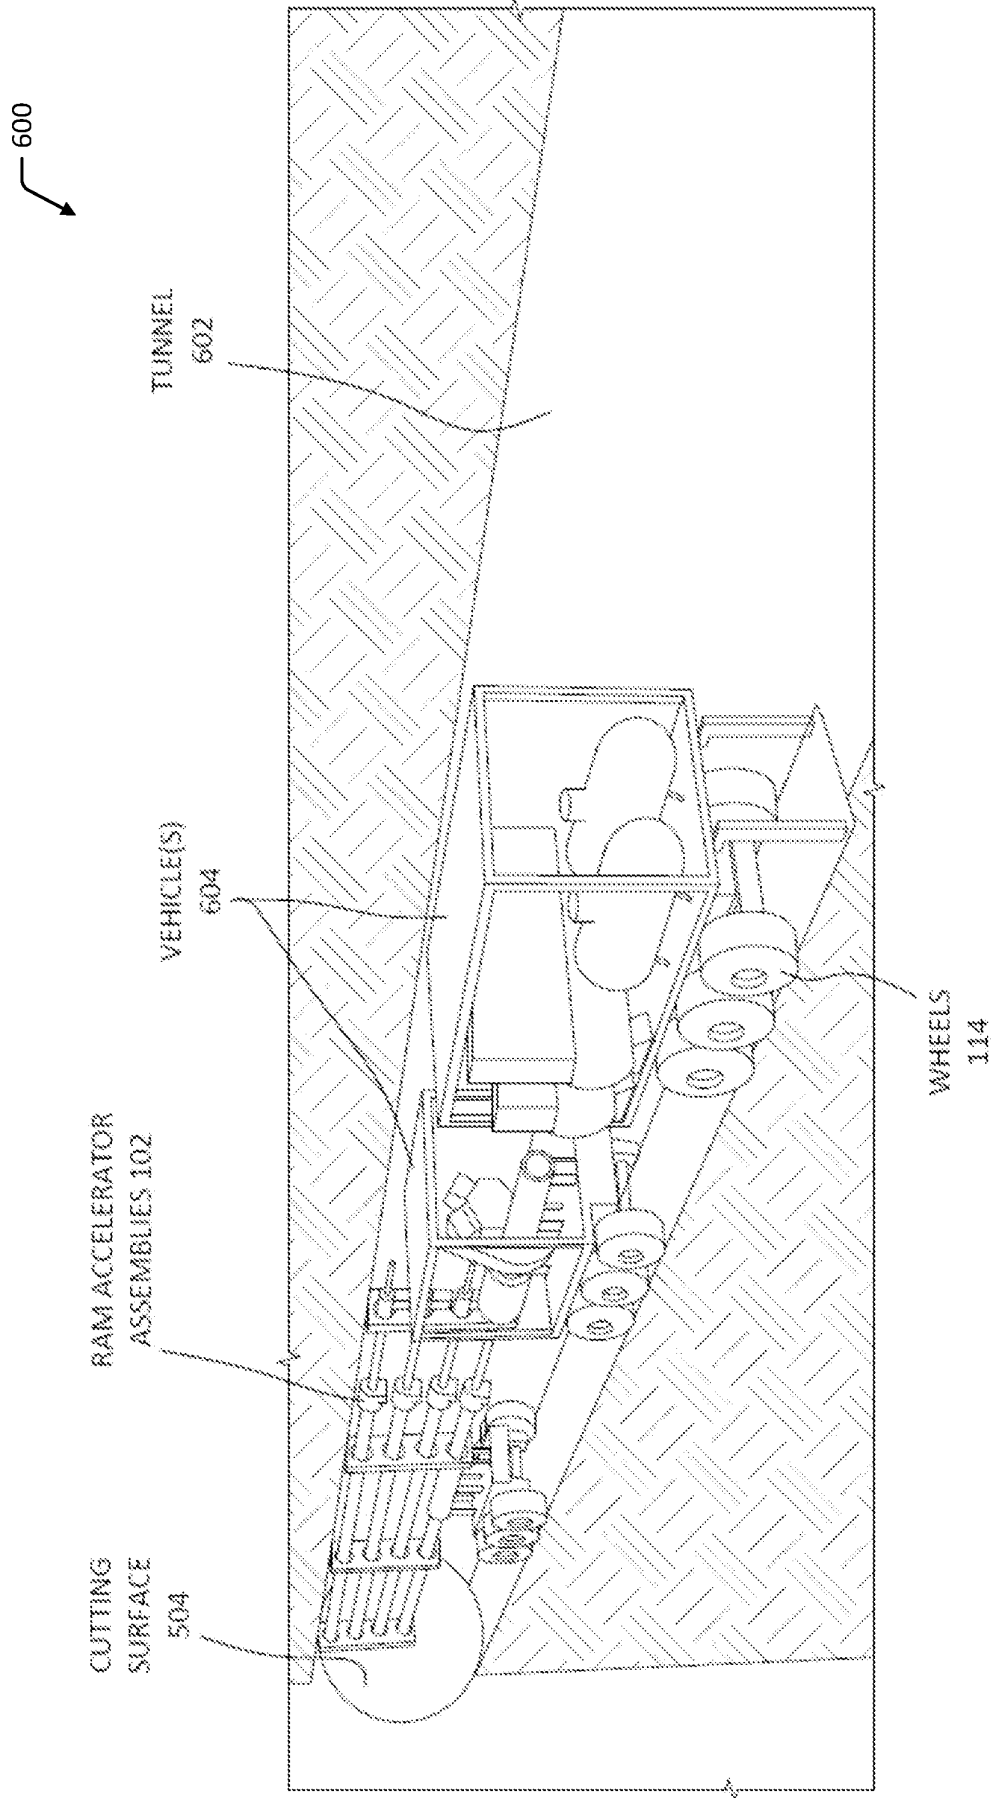 600
CUTTING
SURFACE
504
RAM ACCELERATOR
ASSEMBLIES 102
VEHICLE(S)
604
TUNNEL
602
WHEELS
114